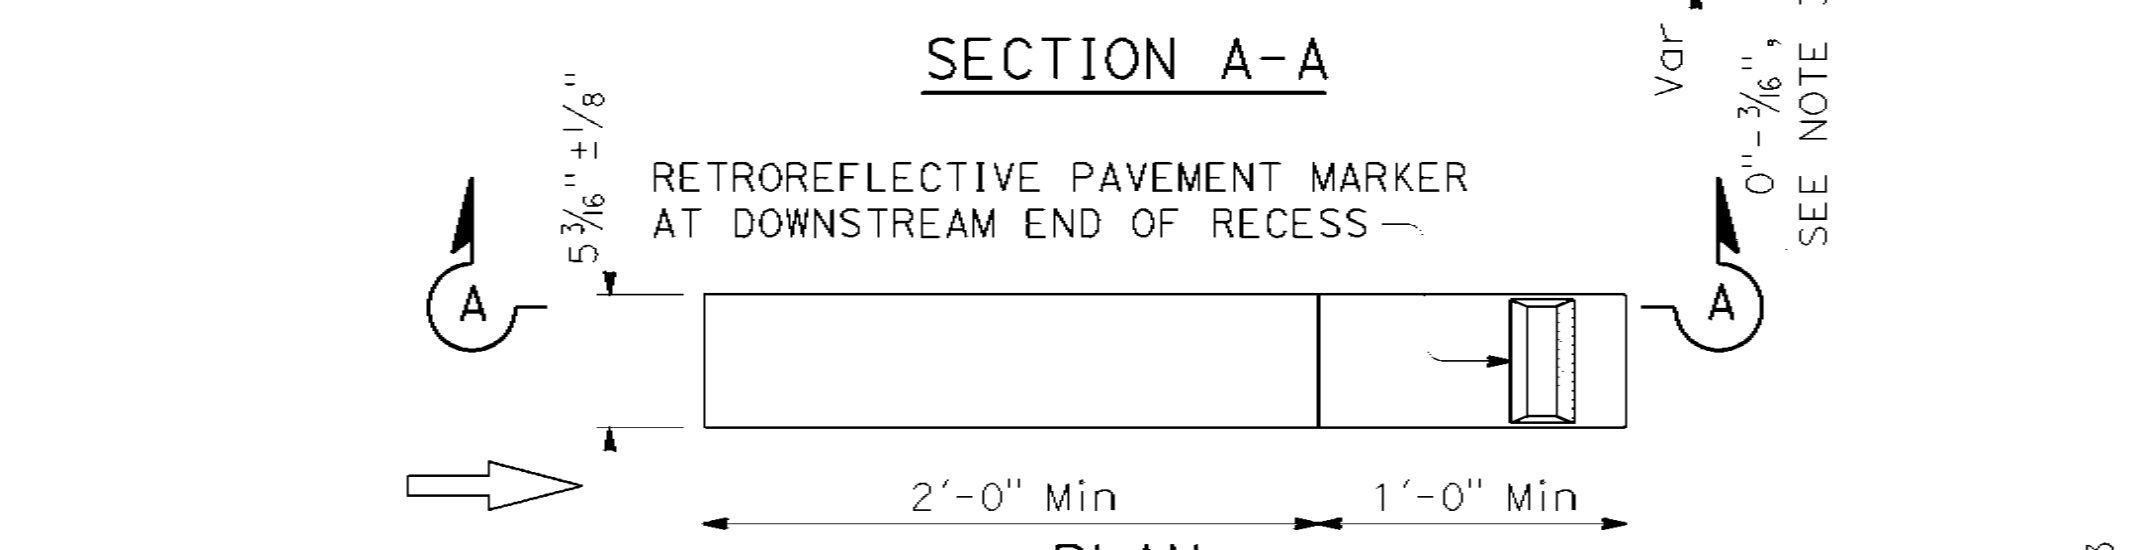 SECTION A-A
Var
0"-3/16",
SEE NOTE
5 3/16" ±1/8"
RETROREFLECTIVE PAVEMENT MARKER
AT DOWNSTREAM END OF RECESS
A
A
2'-0" Min
1'-0" Min
PLAN